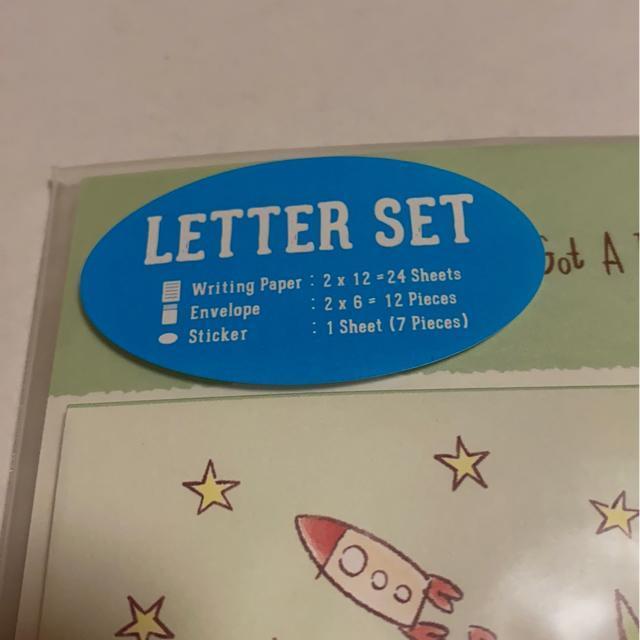 LETTER SET
Writing Paper : 2 x 12 = 24 Sheets
Envelope : 2 x 6 = 12 Pieces
Sticker : 1 Sheet (7 Pieces)
Got A